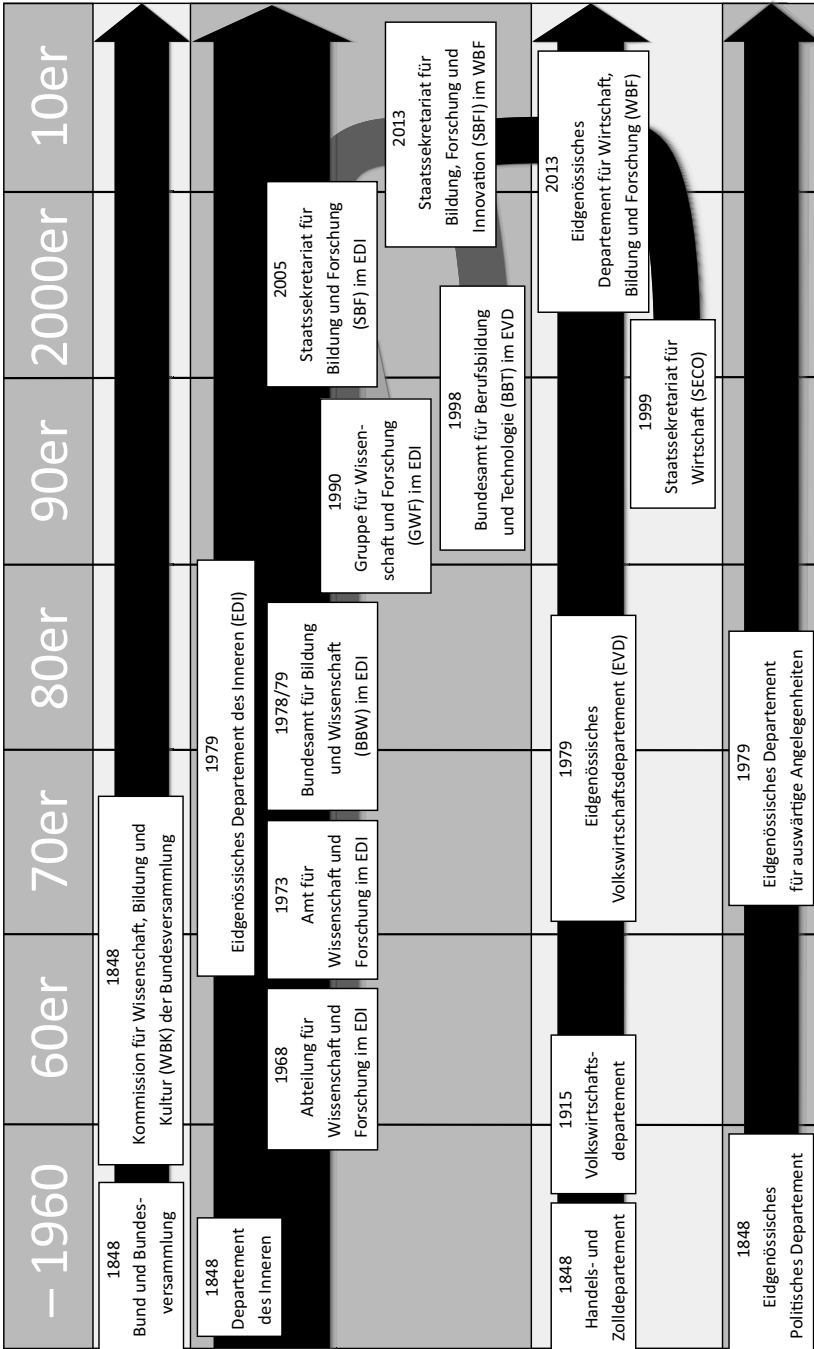 – 1960
60er
70er
80er
90er
2000er
10er
1848
Bund und Bundes-
versammlung
1848
Kommission für Wissenschaft, Bildung und
Kultur (WBK) der Bundesversammlung
1848
Departement
des Inneren
1979
Eidgenössisches Departement des Inneren (EDI)
1968
Abteilung für
Wissenschaft und
Forschung im EDI
1973
Amt für
Wissenschaft und
Forschung im EDI
1978/79
Bundesamt für Bildung
und Wissenschaft
(BBW) im EDI
1990
Gruppe für Wissen-
schaft und Forschung
(GWF) im EDI
2005
Staatssekretariat für
Bildung und Forschung
(SBF) im EDI
2013
Staatssekretariat für
Bildung, Forschung und
Innovation (SBFI) im WBF
1998
Bundesamt für Berufsbildung
und Technologie (BBT) im EVD
1848
Handels- und
Zolldepartement
1915
Volkswirtschafts-
departement
1979
Eidgenössisches
Volkswirtschaftsdepartement (EVD)
2013
Eidgenössisches
Departement für Wirtschaft,
Bildung und Forschung (WBF)
1999
Staatssekretariat für
Wirtschaft (SECO)
1848
Eidgenössisches
Politisches Departement
1979
Eidgenössisches Departement
für auswärtige Angelegenheiten